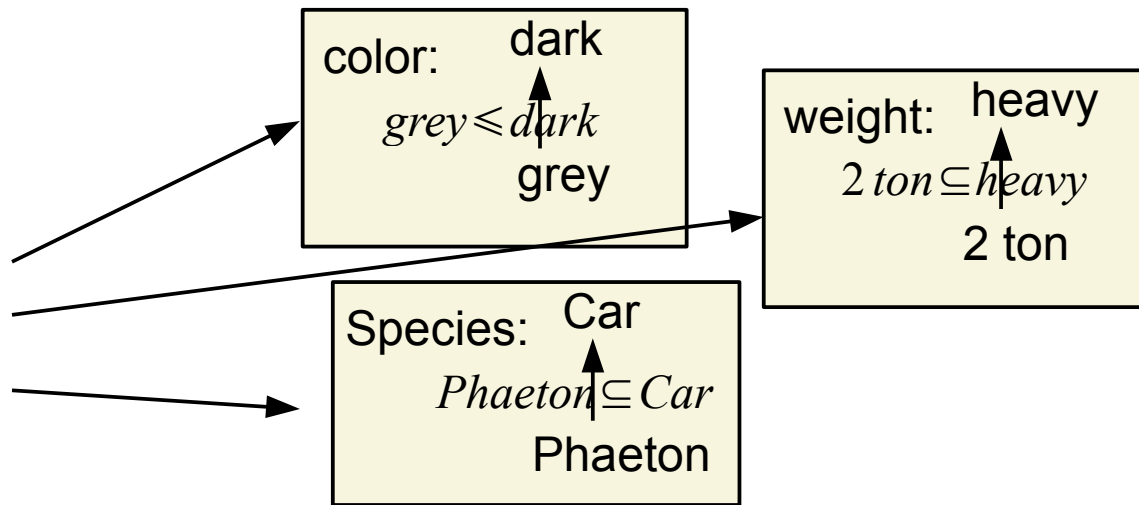 color: dark
grey ⩽ dark
grey
weight: heavy
2 ton ⊆ heavy
2 ton
Species: Car
Phaeton ⊆ Car
Phaeton